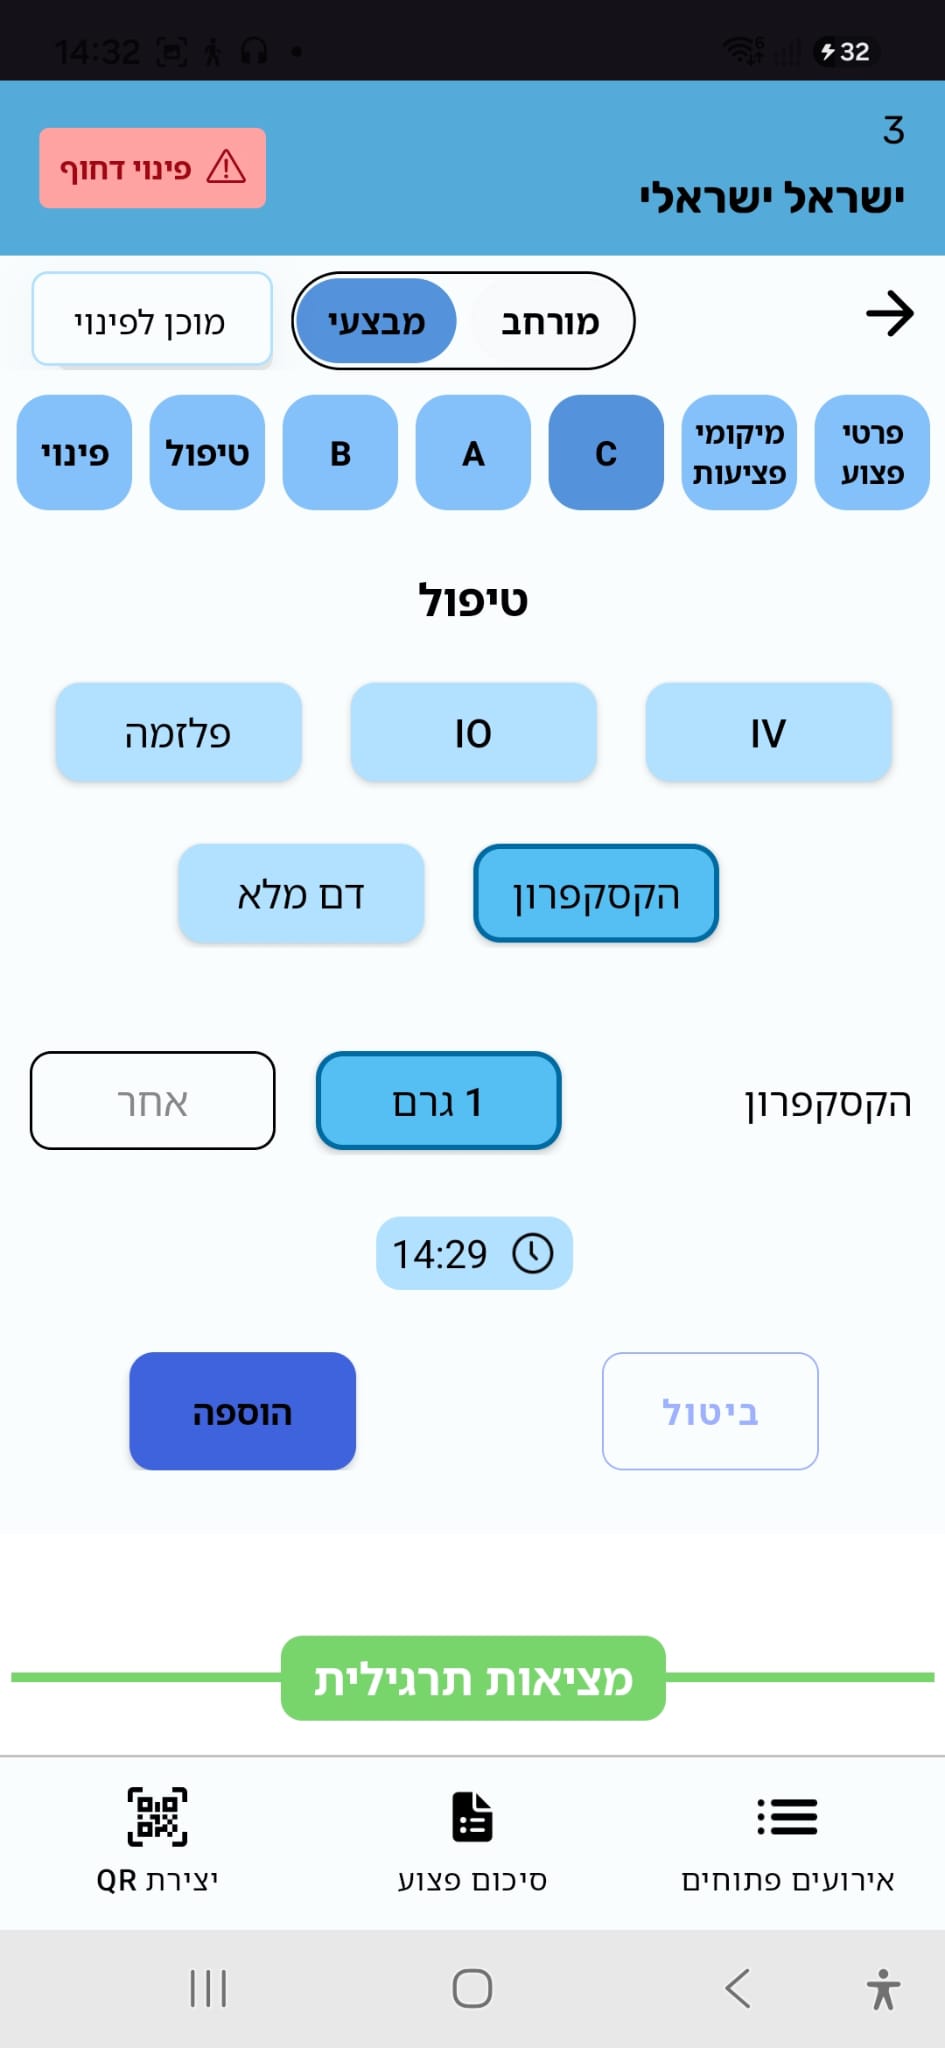 14:32
6
32
3
ישראל ישראלי
פינוי דחוף
מורחב
מבצעי
מוכן לפינוי
פרטי פצוע
מיקומי פציעות
C
A
B
טיפול
פינוי
טיפול
IV
IO
פלזמה
הקסקפרון
דם מלא
הקסקפרון
1 גרם
אחר
14:29
ביטול
הוספה
מציאות תרגילית
אירועים פתוחים
סיכום פצוע
יצירת QR